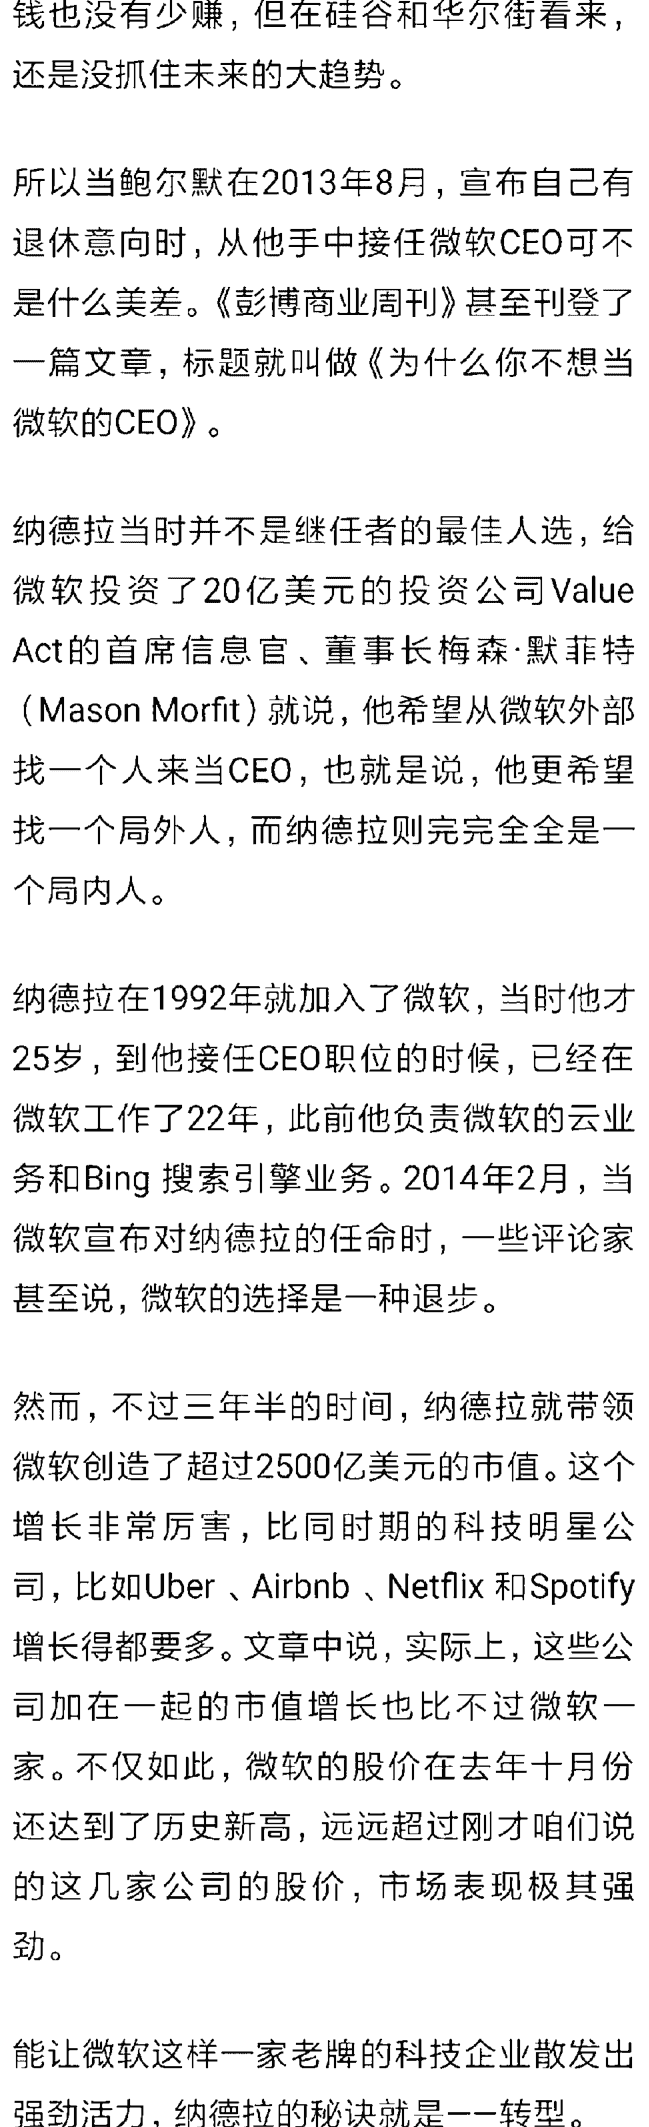 钱也没有少赚，但在硅谷和华尔街看来，
还是没抓住未来的大趋势。
所以当鲍尔默在2013年8月，宣布自己有
退休意向时，从他手中接任微软CEO可不
是什么美差。《彭博商业周刊》甚至刊登了
一篇文章，标题就叫做《为什么你不想当
微软的CEO》。
纳德拉当时并不是继任者的最佳人选，给
微软投资了20亿美元的投资公司Value
Act的首席信息官、董事长梅森·默菲特
（Mason Morfit）就说，他希望从微软外部
找一个人来当CEO，也就是说，他更希望
找一个局外人，而纳德拉则完完全全是一
个局内人。
纳德拉在1992年就加入了微软，当时他才
25岁，到他接任CEO职位的时候，已经在
微软工作了22年，此前他负责微软的云业
务和Bing 搜索引擎业务。2014年2月，当
微软宣布对纳德拉的任命时，一些评论家
甚至说，微软的选择是一种退步。
然而，不过三年半的时间，纳德拉就带领
微软创造了超过2500亿美元的市值。这个
增长非常厉害，比同时期的科技明星公
司，比如Uber 、Airbnb 、Netflix 和Spotify
增长得都要多。文章中说，实际上，这些公
司加在一起的市值增长也比不过微软一
家。不仅如此，微软的股价在去年十月份
还达到了历史新高，远远超过刚才咱们说
的这几家公司的股价，市场表现极其强
劲。
能让微软这样一家老牌的科技企业散发出
强劲活力，纳德拉的秘诀就是——转型。